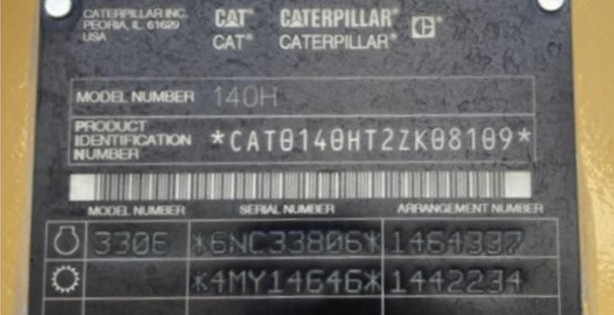 CATERPILLAR INC.
PEORIA, IL 61629
USA
CAT® CATERPILLAR®
CAT® CATERPILLAR®
MODEL NUMBER 140H
PRODUCT IDENTIFICATION NUMBER *CAT0140HT2ZK08109*
MODEL NUMBER SERIAL NUMBER ARRANGEMENT NUMBER
3306 *6NC33806* 1464337
*4MY14646* 1442234